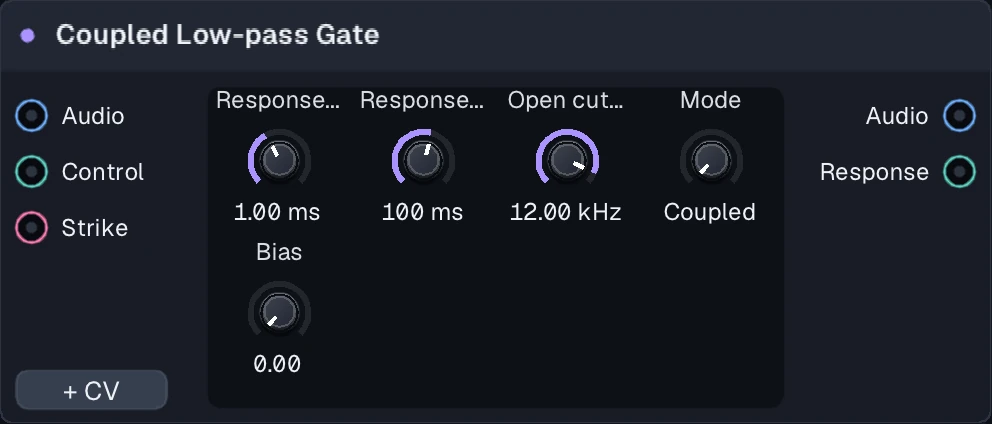 Coupled Low-pass Gate
Audio
Control
Strike
+ CV
Response... Response... Open cut... Mode
1.00 ms 100 ms 12.00 kHz Coupled
Bias
0.00
Audio
Response